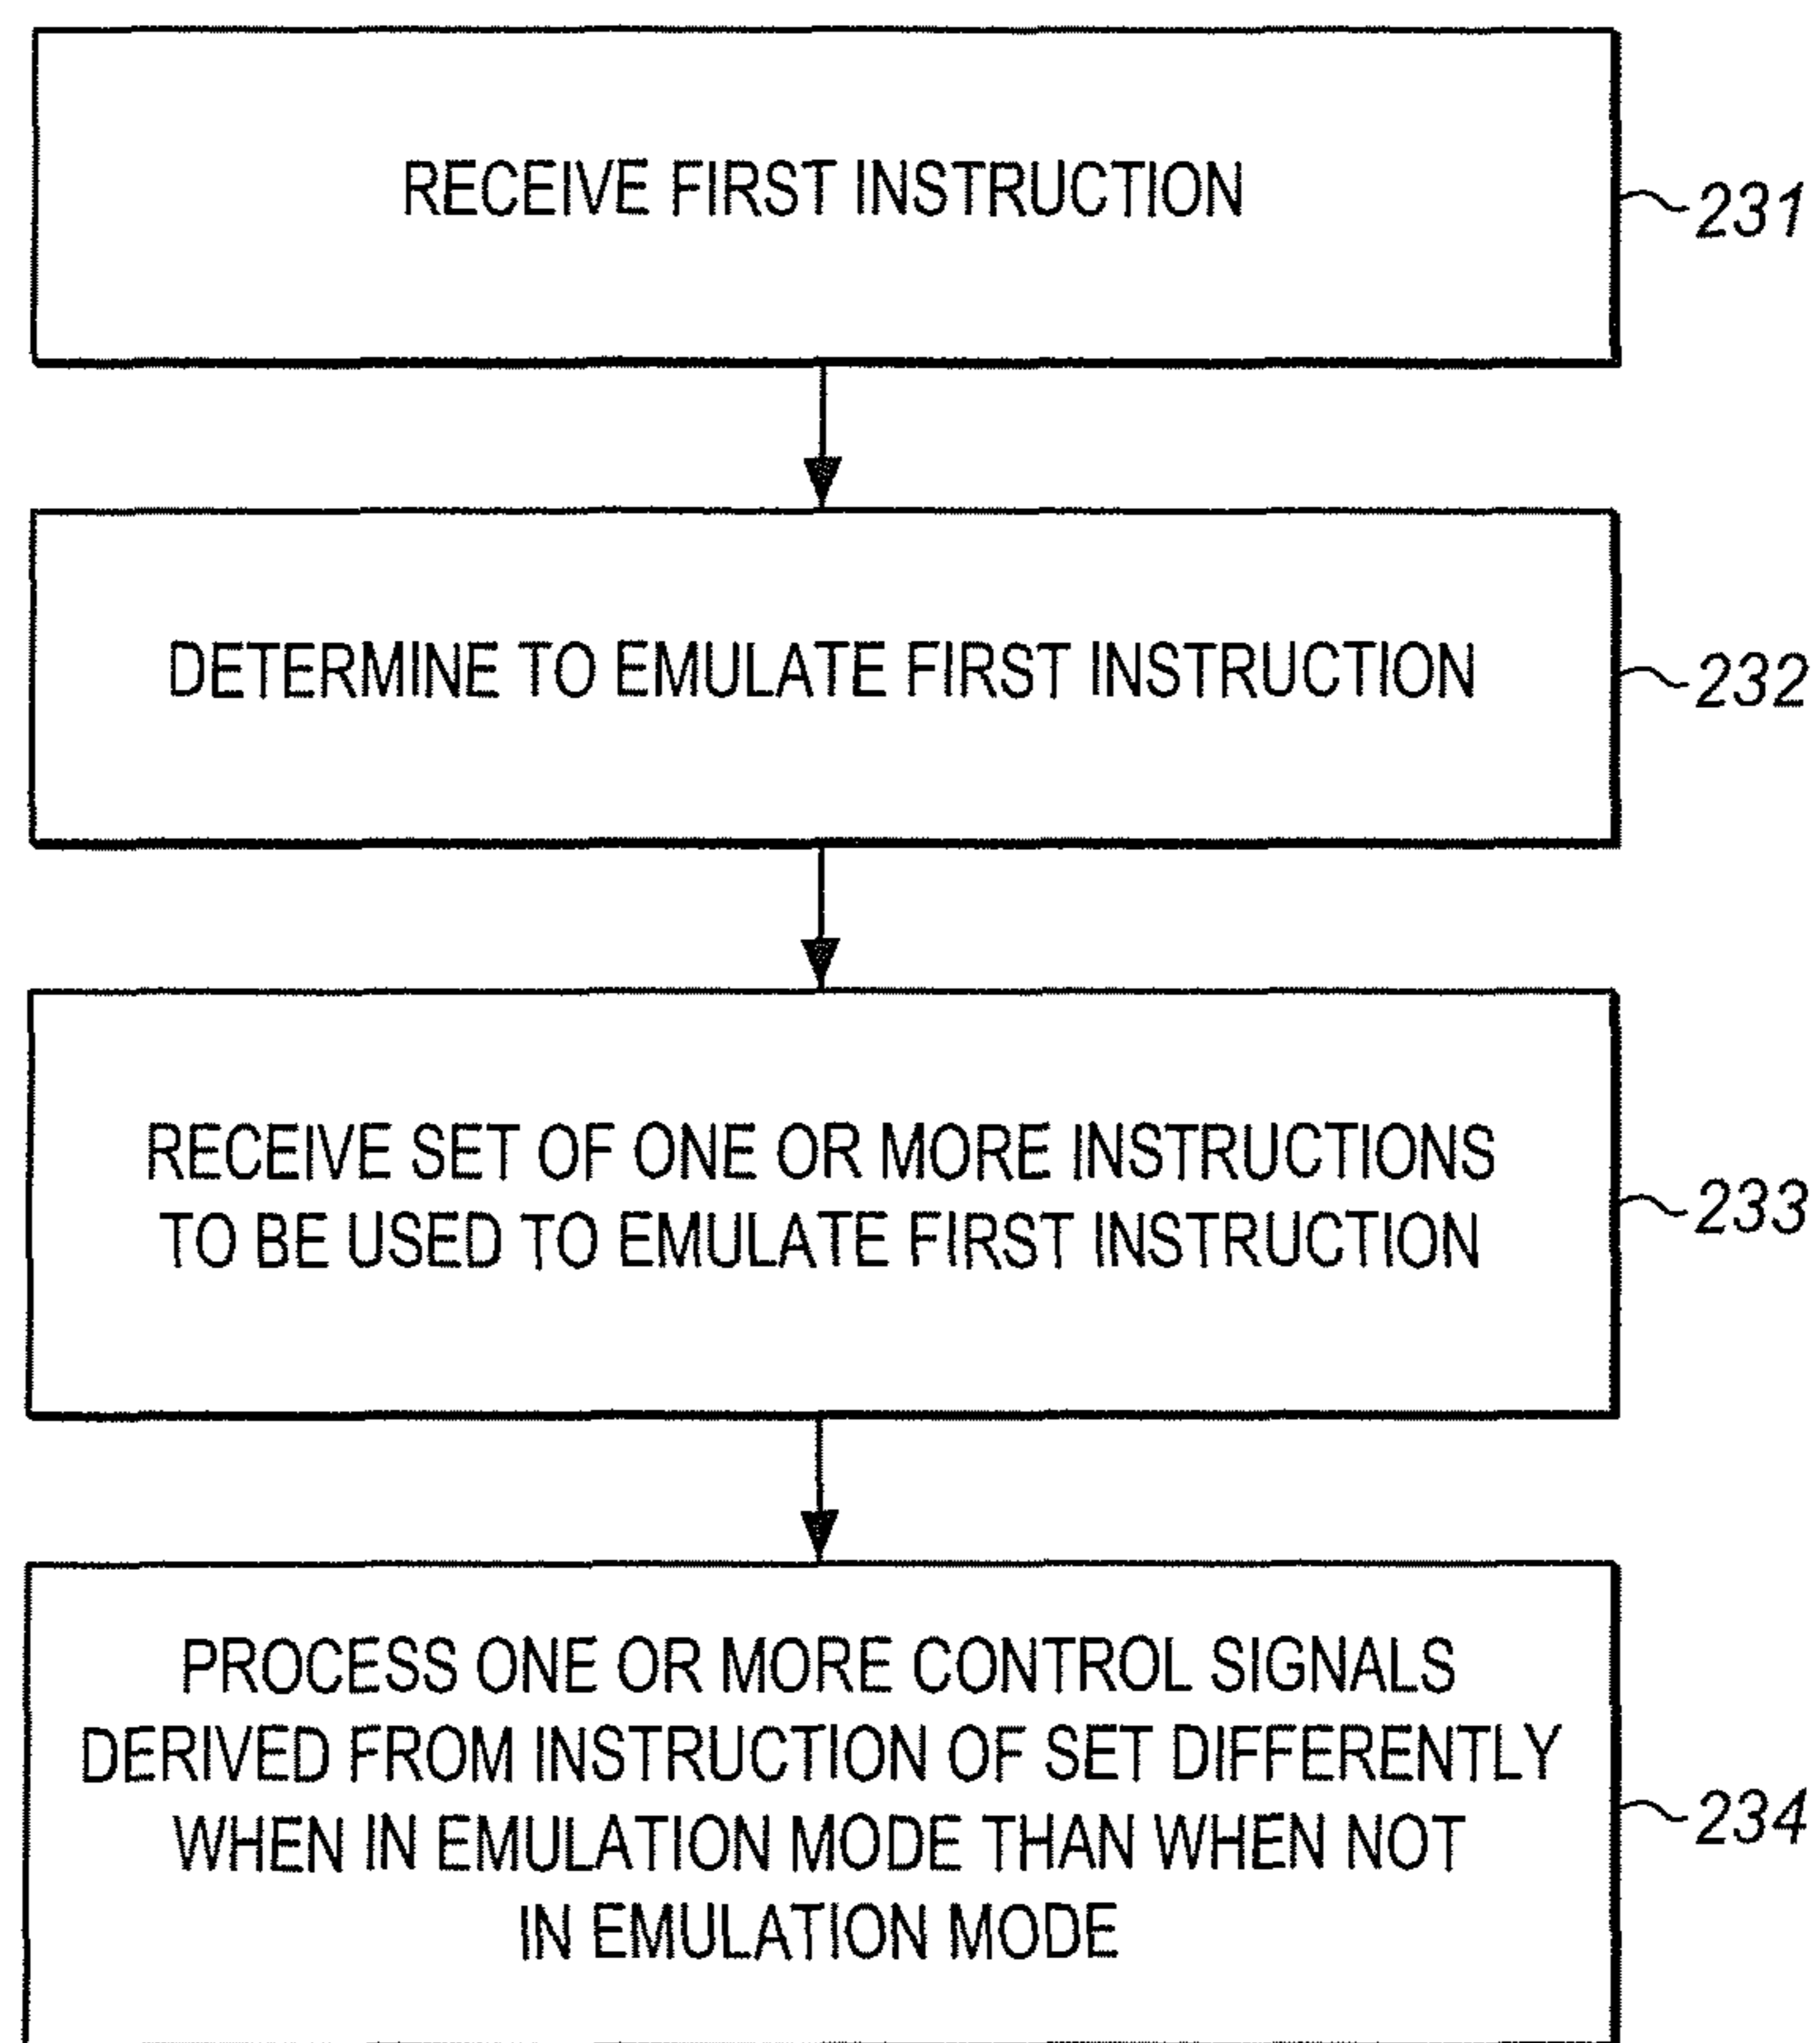 RECEIVE FIRST INSTRUCTION
231
DETERMINE TO EMULATE FIRST INSTRUCTION
232
RECEIVE SET OF ONE OR MORE INSTRUCTIONS
TO BE USED TO EMULATE FIRST INSTRUCTION
233
PROCESS ONE OR MORE CONTROL SIGNALS
DERIVED FROM INSTRUCTION OF SET DIFFERENTLY
WHEN IN EMULATION MODE THAN WHEN NOT
IN EMULATION MODE
234